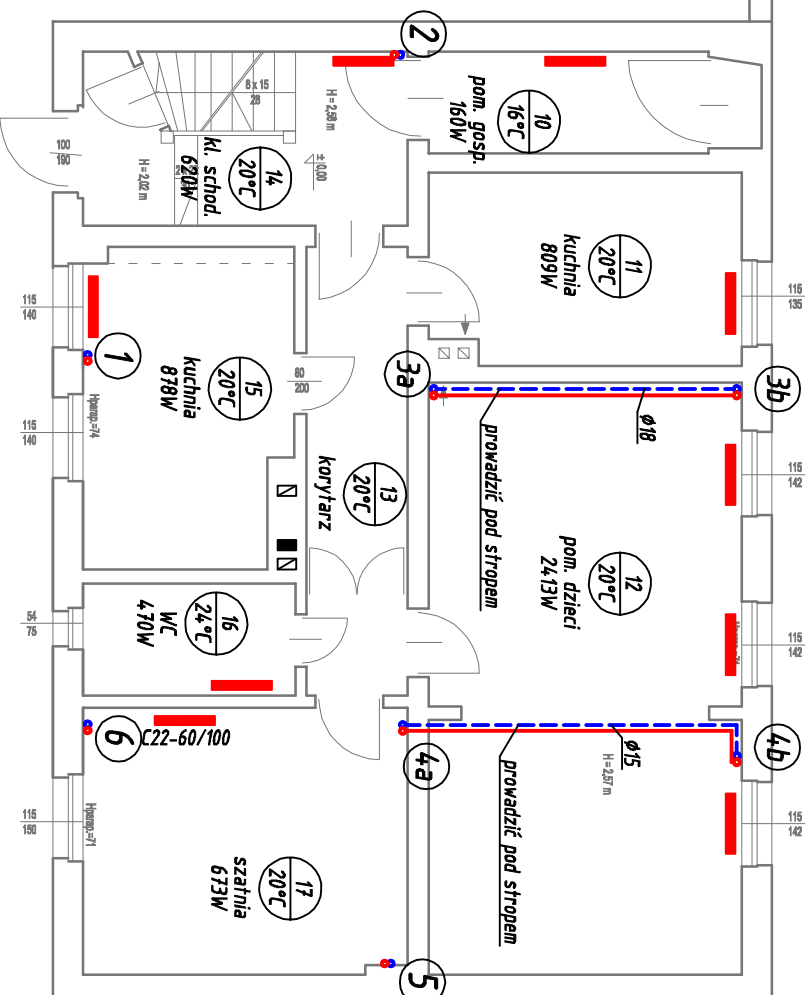 2
10
16°C
pom. gosp.
160W
8 x 15
28
H = 2,58 m
100
190
H = 2,02 m
± 0,00
14
20°C
kl. schod.
620W
11
20°C
kuchnia
809W
115
135
115
140
1
15
20°C
kuchnia
878W
80
200
3a
3b
ø18
prowadzić pod stropem
115
140
Hparap.=74
115
142
13
20°C
korytarz
12
20°C
pom. dzieci
2413W
16
24°C
WC
470W
54
75
115
142
6
C22-60/100
4a
4b
ø15
prowadzić pod stropem
H = 2,57 m
115
150
Hparap.=71
115
142
17
20°C
szatnia
673W
5